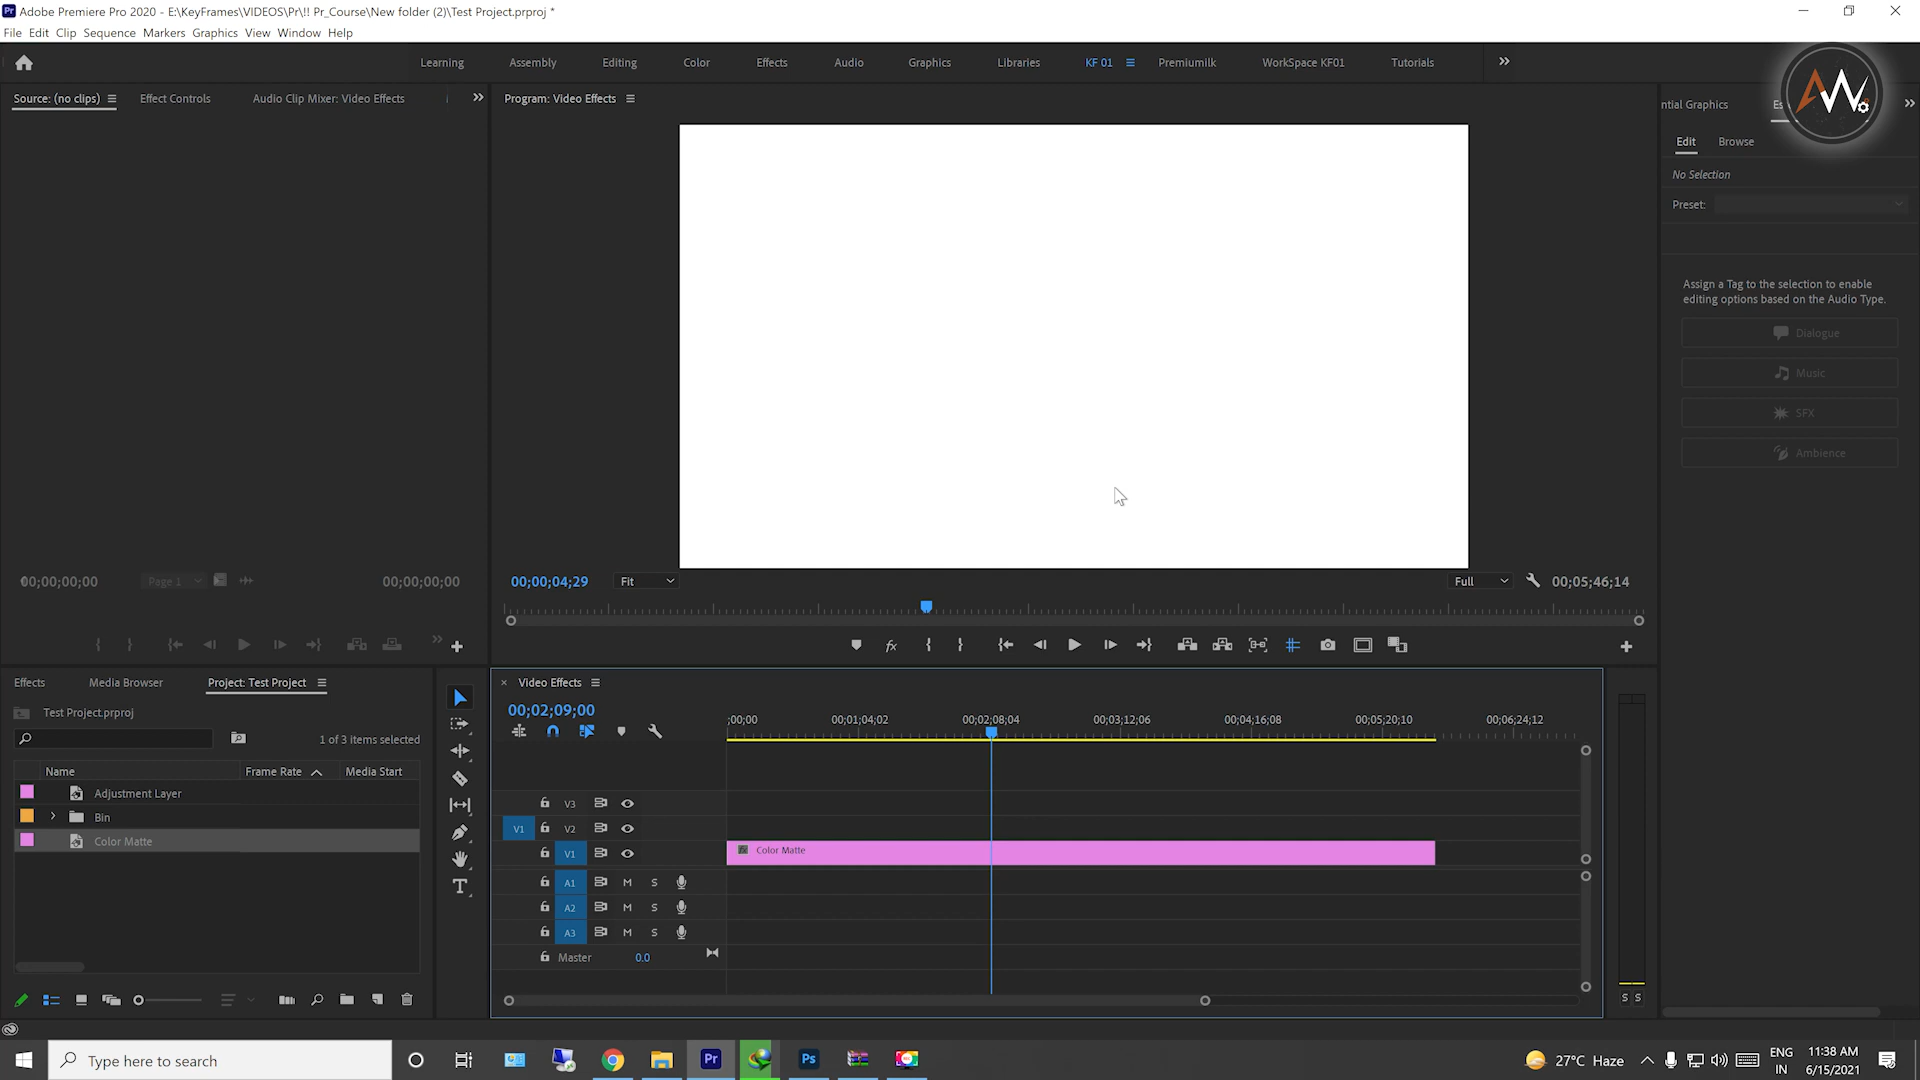 Adobe Premiere Pro 2020 - E:\KeyFrames\VIDEOS\Pr\!! Pr_Course\New folder (2)\Test Project.prproj *
File Edit Clip Sequence Markers Graphics View Window Help
Learning Assembly Editing Color Effects Audio Graphics Libraries KF 01 Premiumilk WorkSpace KF01 Tutorials
Source: (no clips) Effect Controls Audio Clip Mixer: Video Effects
Program: Video Effects
ntial Graphics Es
Edit Browse
No Selection
Preset:
Assign a Tag to the selection to enable
editing options based on the Audio Type.
Dialogue
Music
SFX
Ambience
00;00;00;00 Page 1 00;00;00;00
00;00;04;29 Fit Full 00;05;46;14
Effects Media Browser Project: Test Project
Test Project.prproj
1 of 3 items selected
Name Frame Rate Media Start
Adjustment Layer
Bin
Color Matte
Video Effects
00;02;09;00
;00;00 00;01;04;02 00;02;08;04 00;03;12;06 00;04;16;08 00;05;20;10 00;06;24;12
V3
V1 V2
V1 Color Matte
A1 M S
A2 M S
A3 M S
Master 0.0
S S
Type here to search
Pr
Ps
27°C Haze
ENG
IN
11:38 AM
6/15/2021